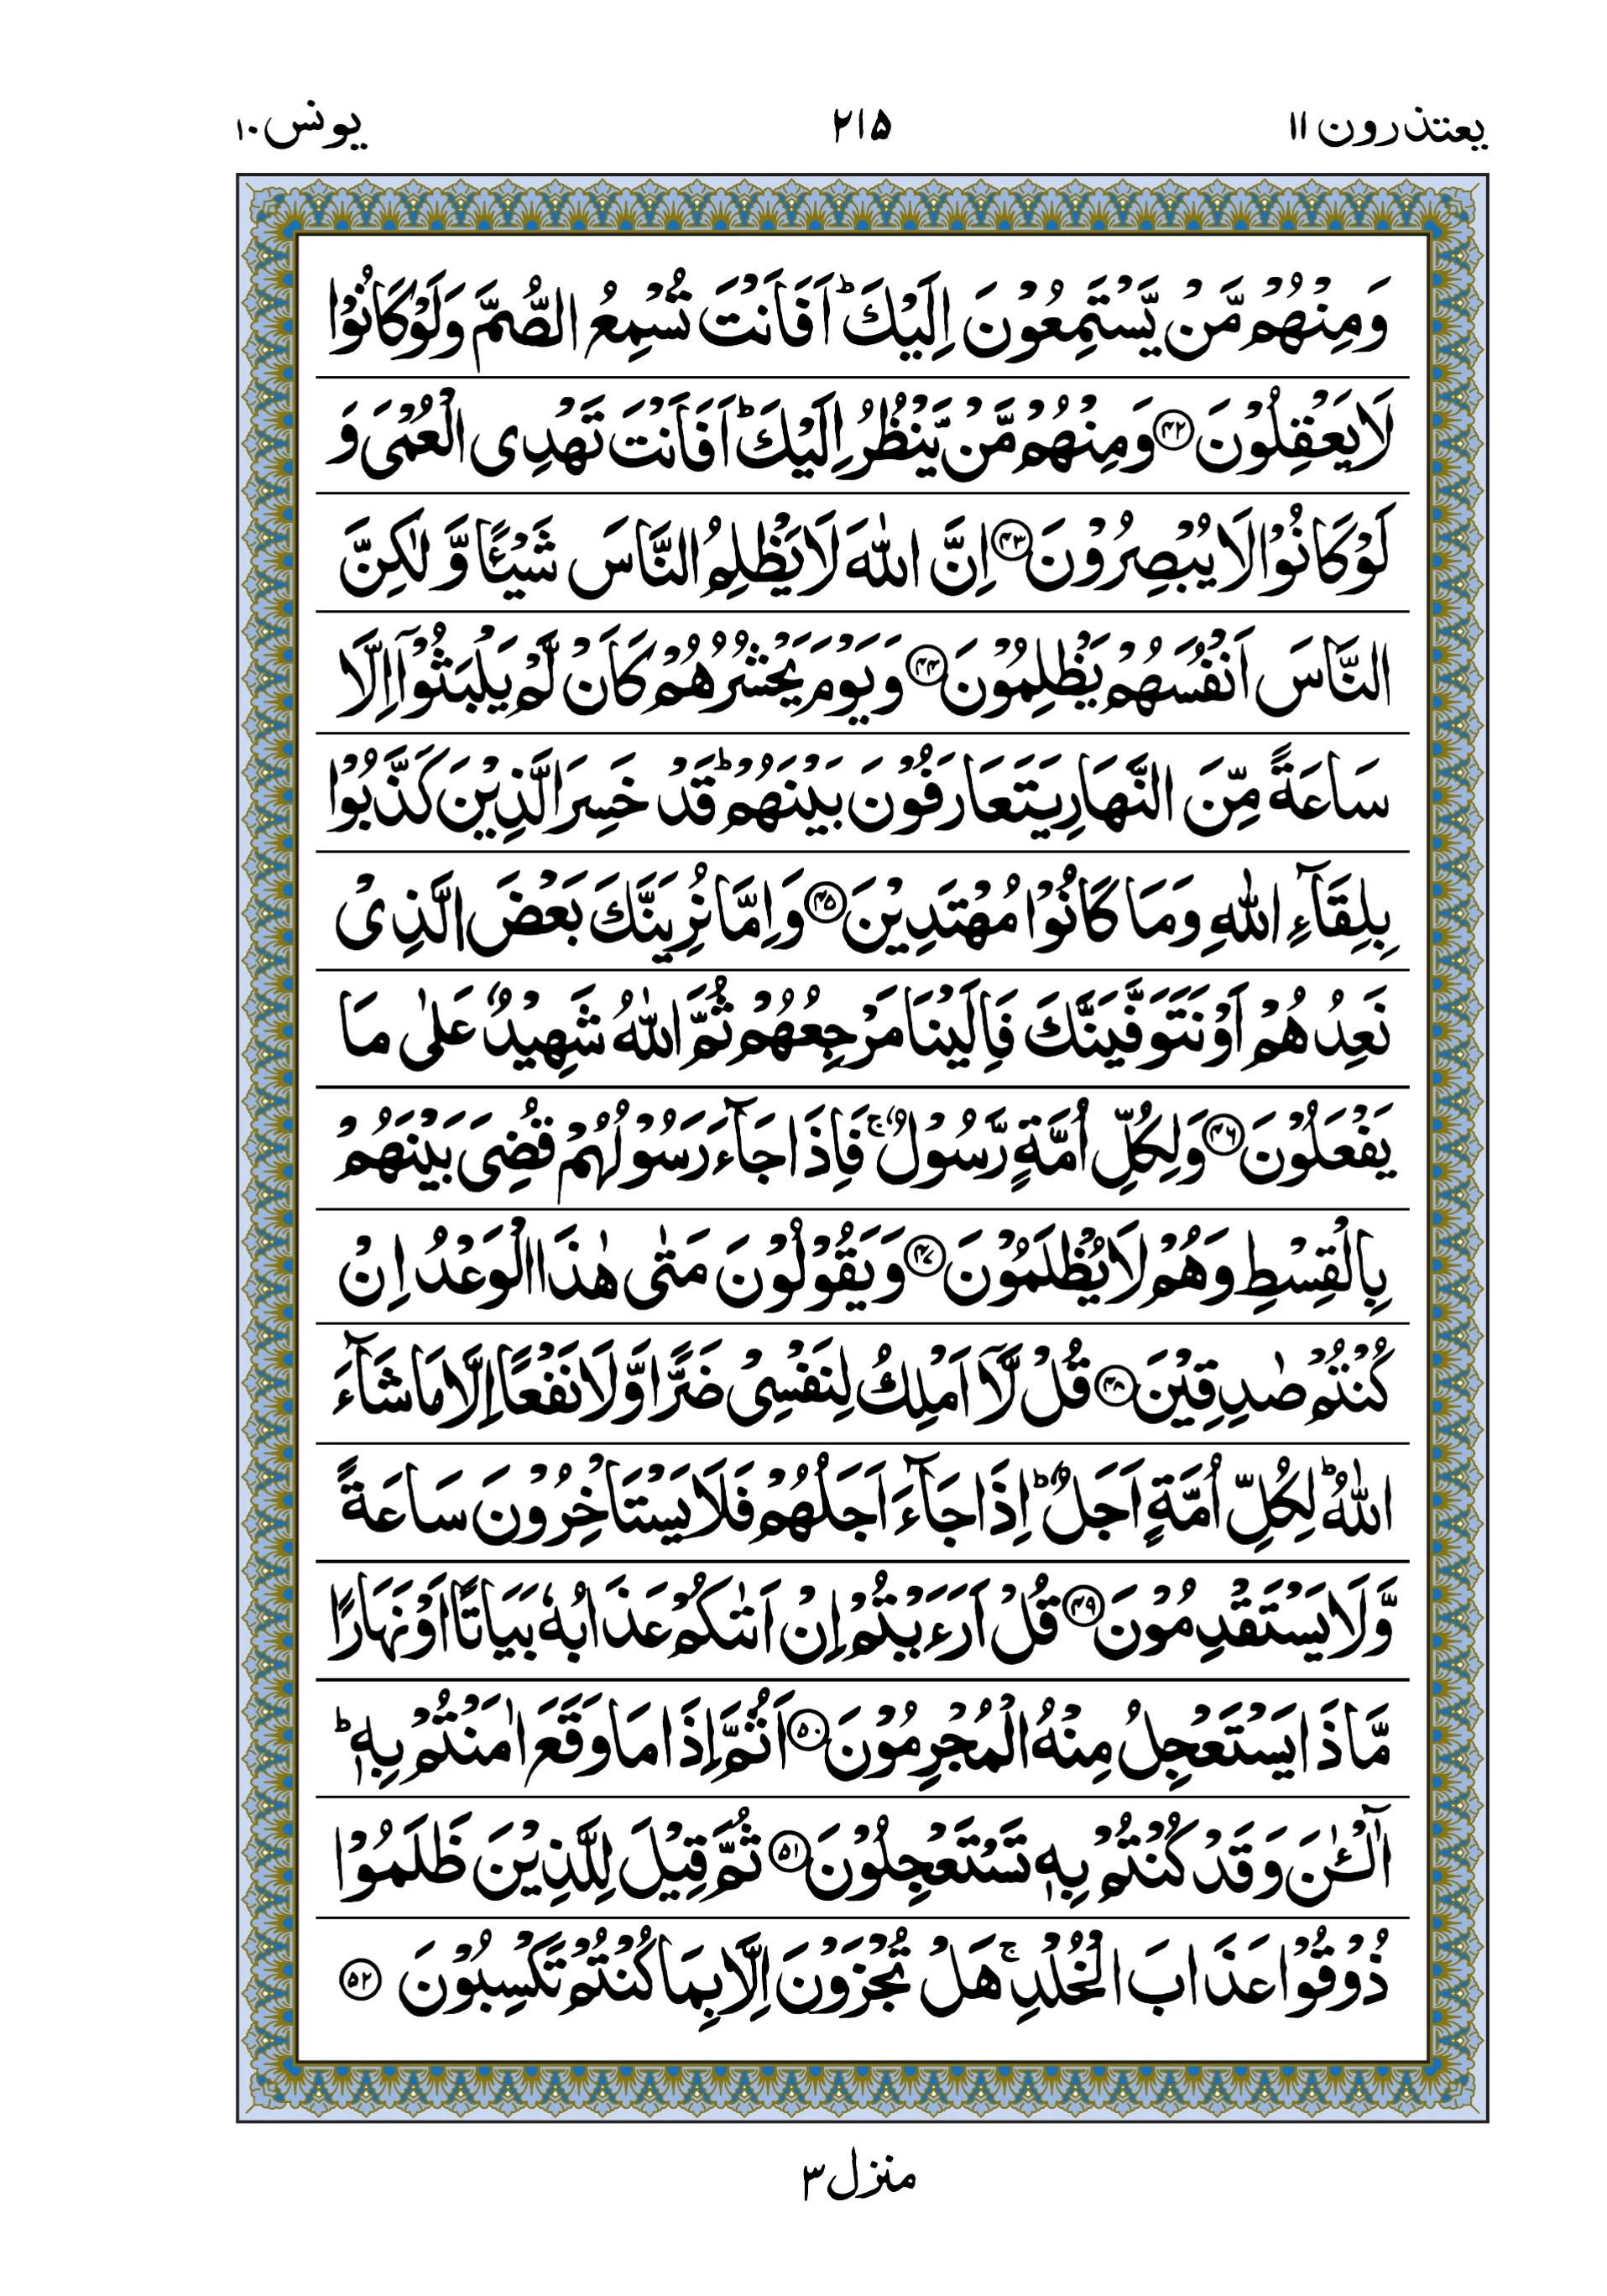 یعتذرون ۱۱ ۲۱۵ یونس ۱۰
وَمِنْهُمْ مَّنْ یَّسْتَمِعُوْنَ اِلَیْكَ ؕ اَفَاَنْتَ تُسْمِعُ الصُّمَّ وَلَوْ كَانُوْا
لَا یَعْقِلُوْنَ ﴿۴۲﴾ وَمِنْهُمْ مَّنْ یَّنْظُرُ اِلَیْكَ ؕ اَفَاَنْتَ تَهْدِی الْعُمْیَ وَ
لَوْ كَانُوْا لَا یُبْصِرُوْنَ ﴿۴۳﴾ اِنَّ اللّٰهَ لَا یَظْلِمُ النَّاسَ شَیْـًٔا وَّ لٰكِنَّ
النَّاسَ اَنْفُسَهُمْ یَظْلِمُوْنَ ﴿۴۴﴾ وَیَوْمَ یَحْشُرُهُمْ كَاَنْ لَّمْ یَلْبَثُوْۤا اِلَّا
سَاعَةً مِّنَ النَّهَارِ یَتَعَارَفُوْنَ بَیْنَهُمْ ؕ قَدْ خَسِرَ الَّذِیْنَ كَذَّبُوْا
بِلِقَآءِ اللّٰهِ وَمَا كَانُوْا مُهْتَدِیْنَ ﴿۴۵﴾ وَاِمَّا نُرِیَنَّكَ بَعْضَ الَّذِیْ
نَعِدُهُمْ اَوْ نَتَوَفَّیَنَّكَ فَاِلَیْنَا مَرْجِعُهُمْ ثُمَّ اللّٰهُ شَهِیْدٌ عَلٰی مَا
یَفْعَلُوْنَ ﴿۴۶﴾ وَلِكُلِّ اُمَّةٍ رَّسُوْلٌ ۚ فَاِذَا جَآءَ رَسُوْلُهُمْ قُضِیَ بَیْنَهُمْ
بِالْقِسْطِ وَهُمْ لَا یُظْلَمُوْنَ ﴿۴۷﴾ وَیَقُوْلُوْنَ مَتٰی هٰذَا الْوَعْدُ اِنْ
كُنْتُمْ صٰدِقِیْنَ ﴿۴۸﴾ قُلْ لَّاۤ اَمْلِكُ لِنَفْسِیْ ضَرًّا وَّلَا نَفْعًا اِلَّا مَا شَآءَ
اللّٰهُ ؕ لِكُلِّ اُمَّةٍ اَجَلٌ ؕ اِذَا جَآءَ اَجَلُهُمْ فَلَا یَسْتَاْخِرُوْنَ سَاعَةً
وَّلَا یَسْتَقْدِمُوْنَ ﴿۴۹﴾ قُلْ اَرَءَیْتُمْ اِنْ اَتٰىكُمْ عَذَابُهٗ بَیَاتًا اَوْ نَهَارًا
مَّاذَا یَسْتَعْجِلُ مِنْهُ الْمُجْرِمُوْنَ ﴿۵۰﴾ اَثُمَّ اِذَا مَا وَقَعَ اٰمَنْتُمْ بِهٖ ؕ
آٰلْـٰٔنَ وَقَدْ كُنْتُمْ بِهٖ تَسْتَعْجِلُوْنَ ﴿۵۱﴾ ثُمَّ قِیْلَ لِلَّذِیْنَ ظَلَمُوْا
ذُوْقُوْا عَذَابَ الْخُلْدِ ۚ هَلْ تُجْزَوْنَ اِلَّا بِمَا كُنْتُمْ تَكْسِبُوْنَ ﴿۵۲﴾
منزل ۳